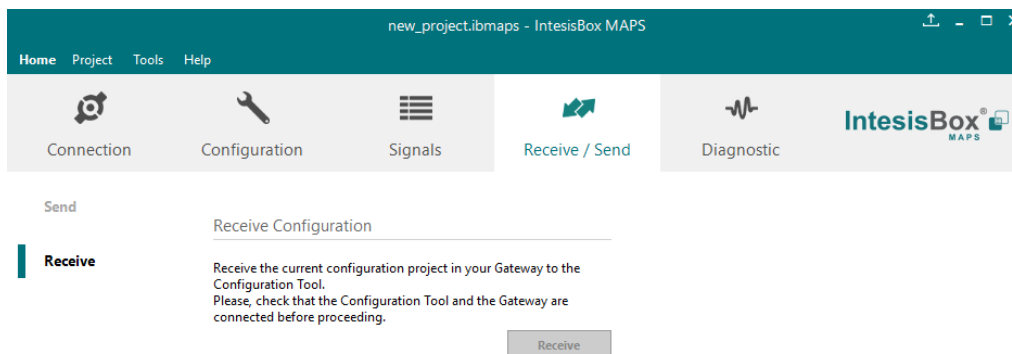 new_project.ibmaps - IntesisBox MAPS
Home Project Tools Help
Connection Configuration Signals Receive / Send Diagnostic
IntesisBox®
MAPS
Send
Receive Configuration
Receive
Receive the current configuration project in your Gateway to the
Configuration Tool.
Please, check that the Configuration Tool and the Gateway are
connected before proceeding.
Receive